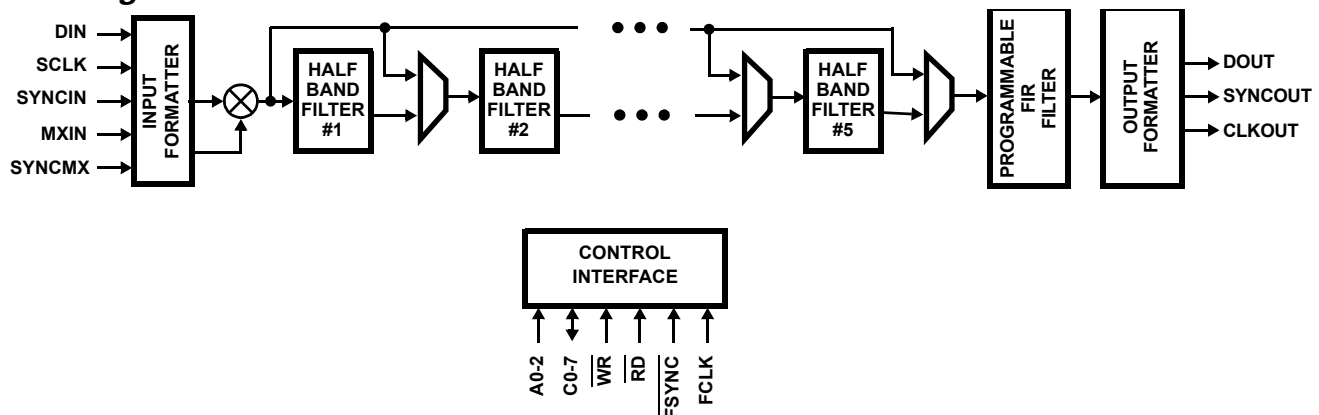 DIN
SCLK
SYNCIN
MXIN
SYNCMX
INPUT
FORMATTER
HALF
BAND
FILTER
#1
HALF
BAND
FILTER
#2
HALF
BAND
FILTER
#5
PROGRAMMABLE
FIR
FILTER
OUTPUT
FORMATTER
DOUT
SYNCOUT
CLKOUT
CONTROL
INTERFACE
A0-2
C0-7
WR
RD
FSYNC
FCLK